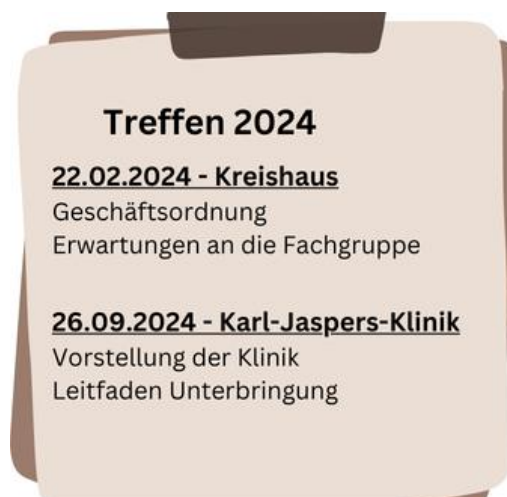 Treffen 2024
22.02.2024 - Kreishaus
Geschäftsordnung
Erwartungen an die Fachgruppe
26.09.2024 - Karl-Jaspers-Klinik
Vorstellung der Klinik
Leitfaden Unterbringung